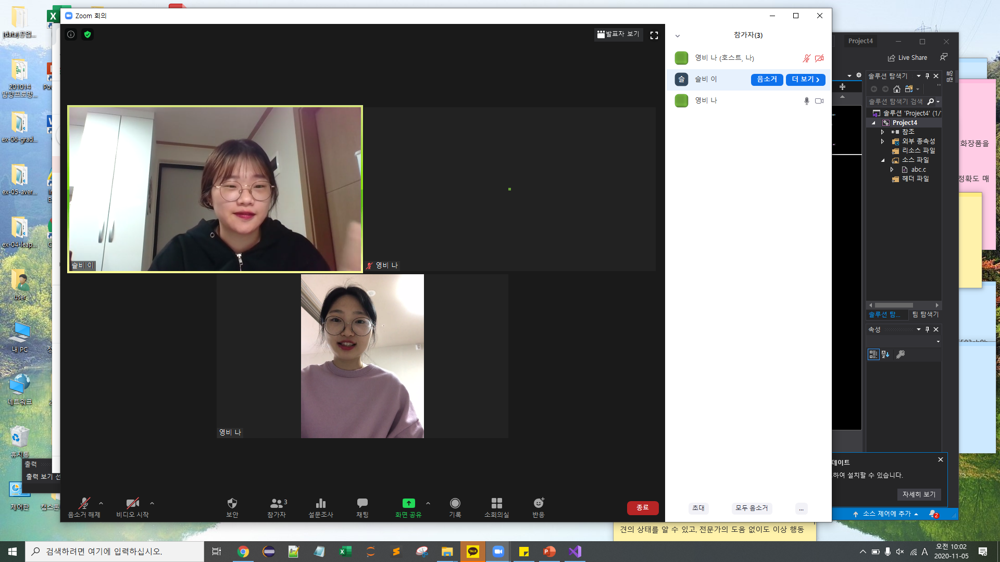 Zoom 회의
발표자 보기
참가자(3)
영비 나 (호스트, 나)
슬
슬비 이
음소거
더 보기
영비 나
슬비 이
영비 나
영비 나
음소거 해제
비디오 시작
보안
3
참가자
설문조사
채팅
화면 공유
기록
소회의실
반응
종료
초대
모두 음소거
...
[data]공업...
201014
담양프로방...
ex-06-grad...
ex-05-aver...
ex-04-leap...
user
내 PC
네트워크
휴지통
제어판
캡스톤
출력
출력 보기 선
Project4
Live Share
알림
솔루션 탐색기
솔루션 탐색기 검색
솔루션 'Project4' (1/
Project4
참조
외부 종속성
리소스 파일
소스 파일
abc.c
헤더 파일
솔루션 탐...
팀 탐색기
속성
데이트
하여 설치할 수 있습니다.
자세히 보기
소스 제어에 추가
2
화장품을
정확도 매
견의 상태를 알 수 있고, 전문가의 도움 없이도 이상 행동
검색하려면 여기에 입력하십시오.
TALK
A
오전 10:02
2020-11-05